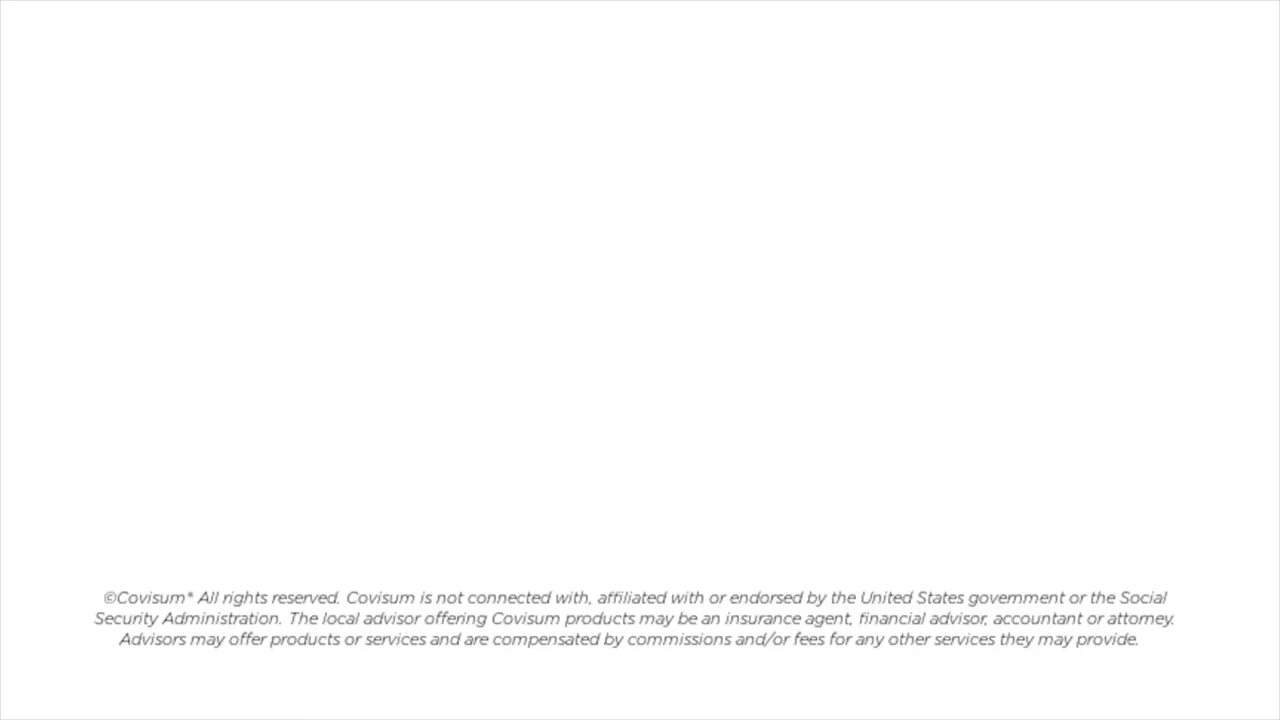 ©Covisum® All rights reserved. Covisum is not connected with, affiliated with or endorsed by the United States government or the Social
Security Administration. The local advisor offering Covisum products may be an insurance agent, financial advisor, accountant or attorney.
Advisors may offer products or services and are compensated by commissions and/or fees for any other services they may provide.